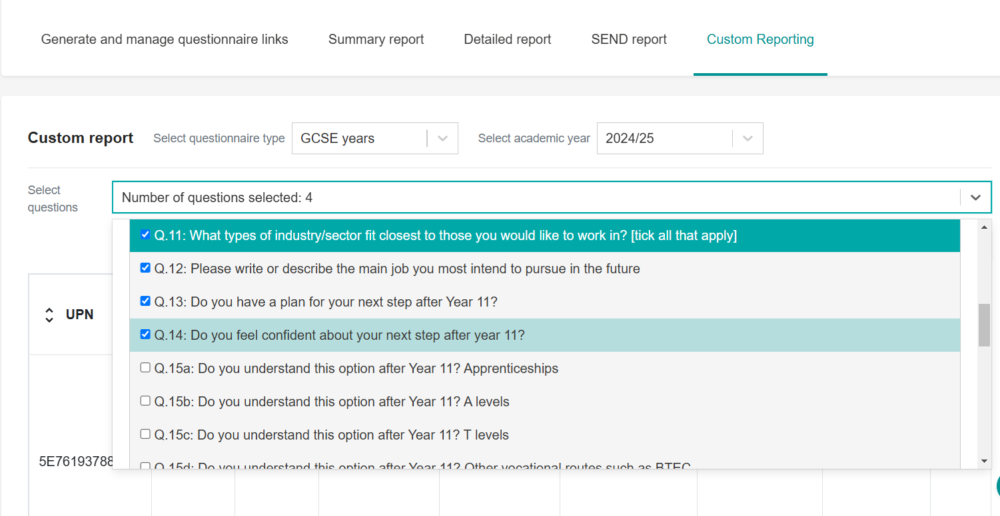 Generate and manage questionnaire links Summary report Detailed report SEND report Custom Reporting
Custom report Select questionnaire type GCSE years Select academic year 2024/25
Select
questions
Number of questions selected: 4
Q.11: What types of industry/sector fit closest to those you would like to work in? [tick all that apply]
Q.12: Please write or describe the main job you most intend to pursue in the future
Q.13: Do you have a plan for your next step after Year 11?
Q.14: Do you feel confident about your next step after year 11?
Q.15a: Do you understand this option after Year 11? Apprenticeships
Q.15b: Do you understand this option after Year 11? A levels
Q.15c: Do you understand this option after Year 11? T levels
Q.15d: Do you understand this option after Year 11? Other vocational routes such as BTEC
UPN
5E76193788